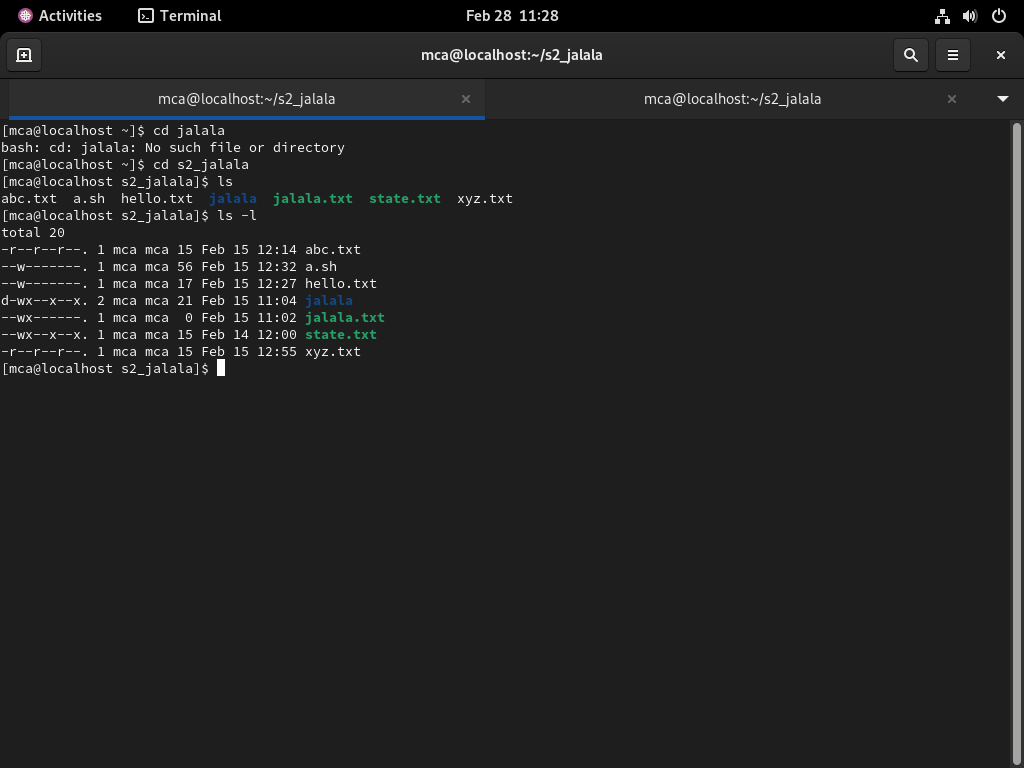 Activities Terminal Feb 28 11:28
mca@localhost:~/s2_jalala
mca@localhost:~/s2_jalala mca@localhost:~/s2_jalala
[mca@localhost ~]$ cd jalala
bash: cd: jalala: No such file or directory
[mca@localhost ~]$ cd s2_jalala
[mca@localhost s2_jalala]$ ls
abc.txt  a.sh  hello.txt  jalala  jalala.txt  state.txt  xyz.txt
[mca@localhost s2_jalala]$ ls -l
total 20
-r--r--r--. 1 mca mca 15 Feb 15 12:14 abc.txt
--w-------. 1 mca mca 56 Feb 15 12:32 a.sh
--w-------. 1 mca mca 17 Feb 15 12:27 hello.txt
d-wx--x--x. 2 mca mca 21 Feb 15 11:04 jalala
--wx------. 1 mca mca  0 Feb 15 11:02 jalala.txt
--wx--x--x. 1 mca mca 15 Feb 14 12:00 state.txt
-r--r--r--. 1 mca mca 15 Feb 15 12:55 xyz.txt
[mca@localhost s2_jalala]$